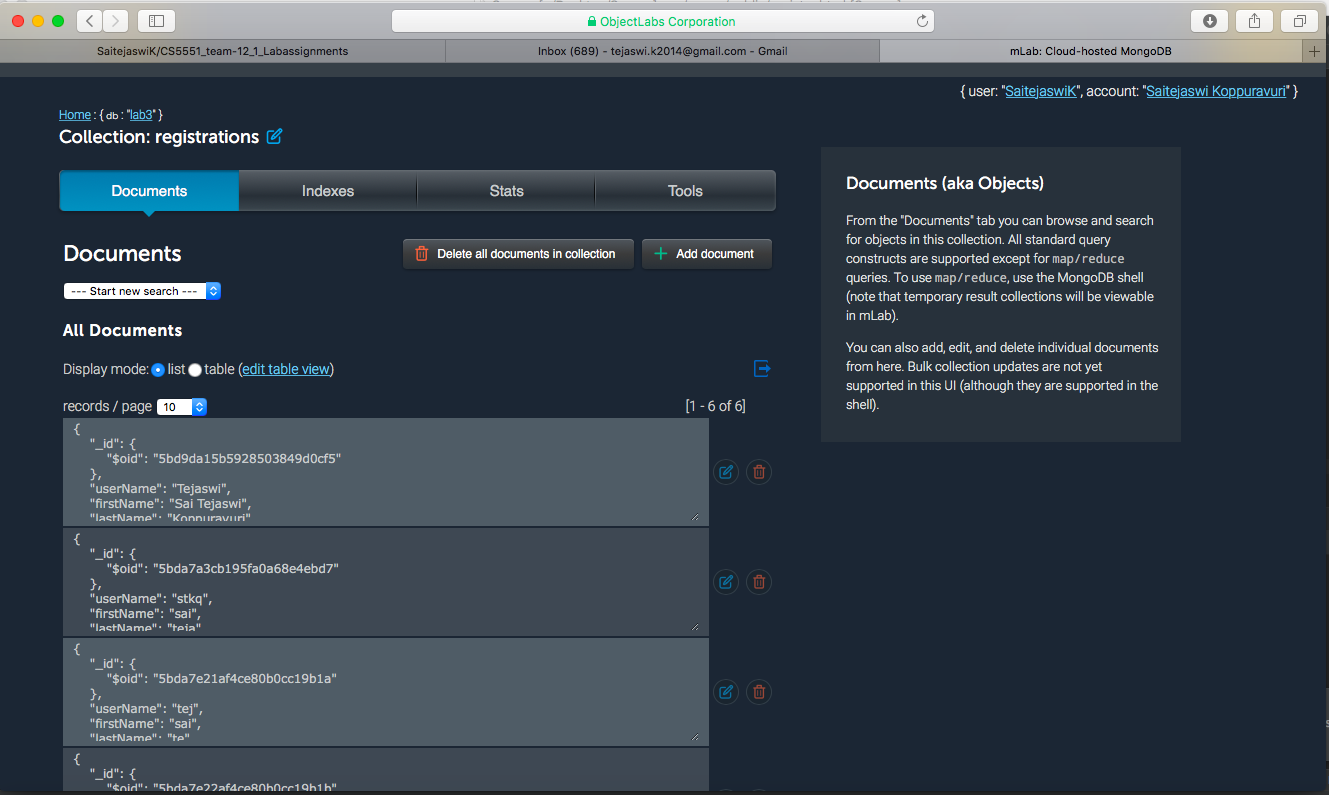 ObjectLabs Corporation
SaitejaswiK/CS5551_team-12_1_Labassignments
Inbox (689) - tejaswi.k2014@gmail.com - Gmail
mLab: Cloud-hosted MongoDB
{ user: "SaitejaswiK", account: "Saitejaswi Koppuravuri" }
Home : { db : "lab3" }
Collection: registrations
Documents
Indexes
Stats
Tools
Documents
Delete all documents in collection
Add document
--- Start new search ---
All Documents
Display mode: list table (edit table view)
records / page 10
[1 - 6 of 6]
{
"_id": {
"$oid": "5bd9da15b5928503849d0cf5"
},
"userName": "Tejaswi",
"firstName": "Sai Tejaswi",
"lastName": "Koppuravuri"
{
"_id": {
"$oid": "5bda7a3cb195fa0a68e4ebd7"
},
"userName": "stkq",
"firstName": "sai",
"lastName": "teja"
{
"_id": {
"$oid": "5bda7e21af4ce80b0cc19b1a"
},
"userName": "tej",
"firstName": "sai",
"lastName": "te"
{
"_id": {
"$oid": "5bda7e22af4ce80b0cc19b1b"
Documents (aka Objects)
From the "Documents" tab you can browse and search
for objects in this collection. All standard query
constructs are supported except for map/reduce
queries. To use map/reduce, use the MongoDB shell
(note that temporary result collections will be viewable
in mLab).
You can also add, edit, and delete individual documents
from here. Bulk collection updates are not yet
supported in this UI (although they are supported in the
shell).